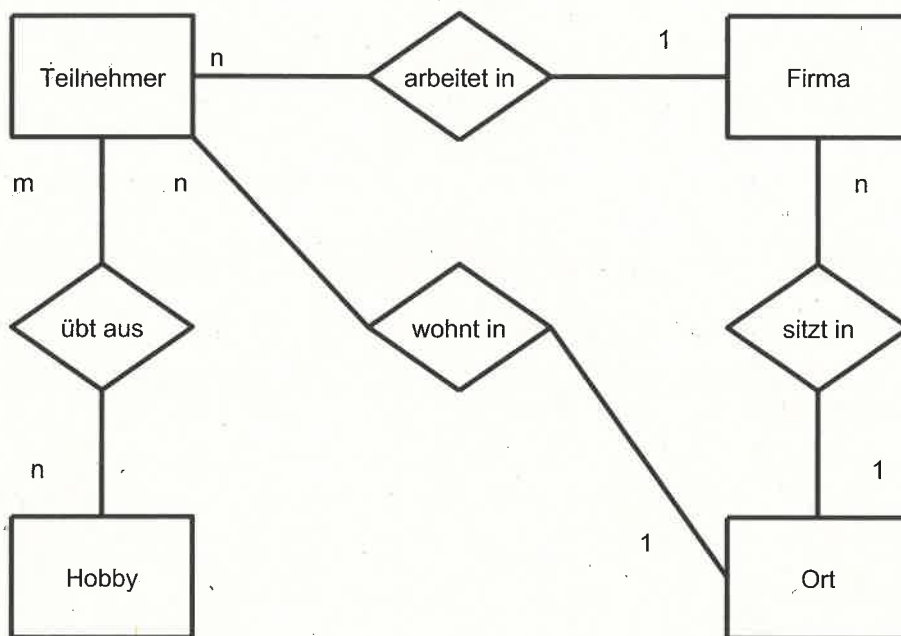 Teilnehmer
n
arbeitet in
1
Firma
m
n
n
übt aus
wohnt in
sitzt in
n
1
1
Hobby
Ort